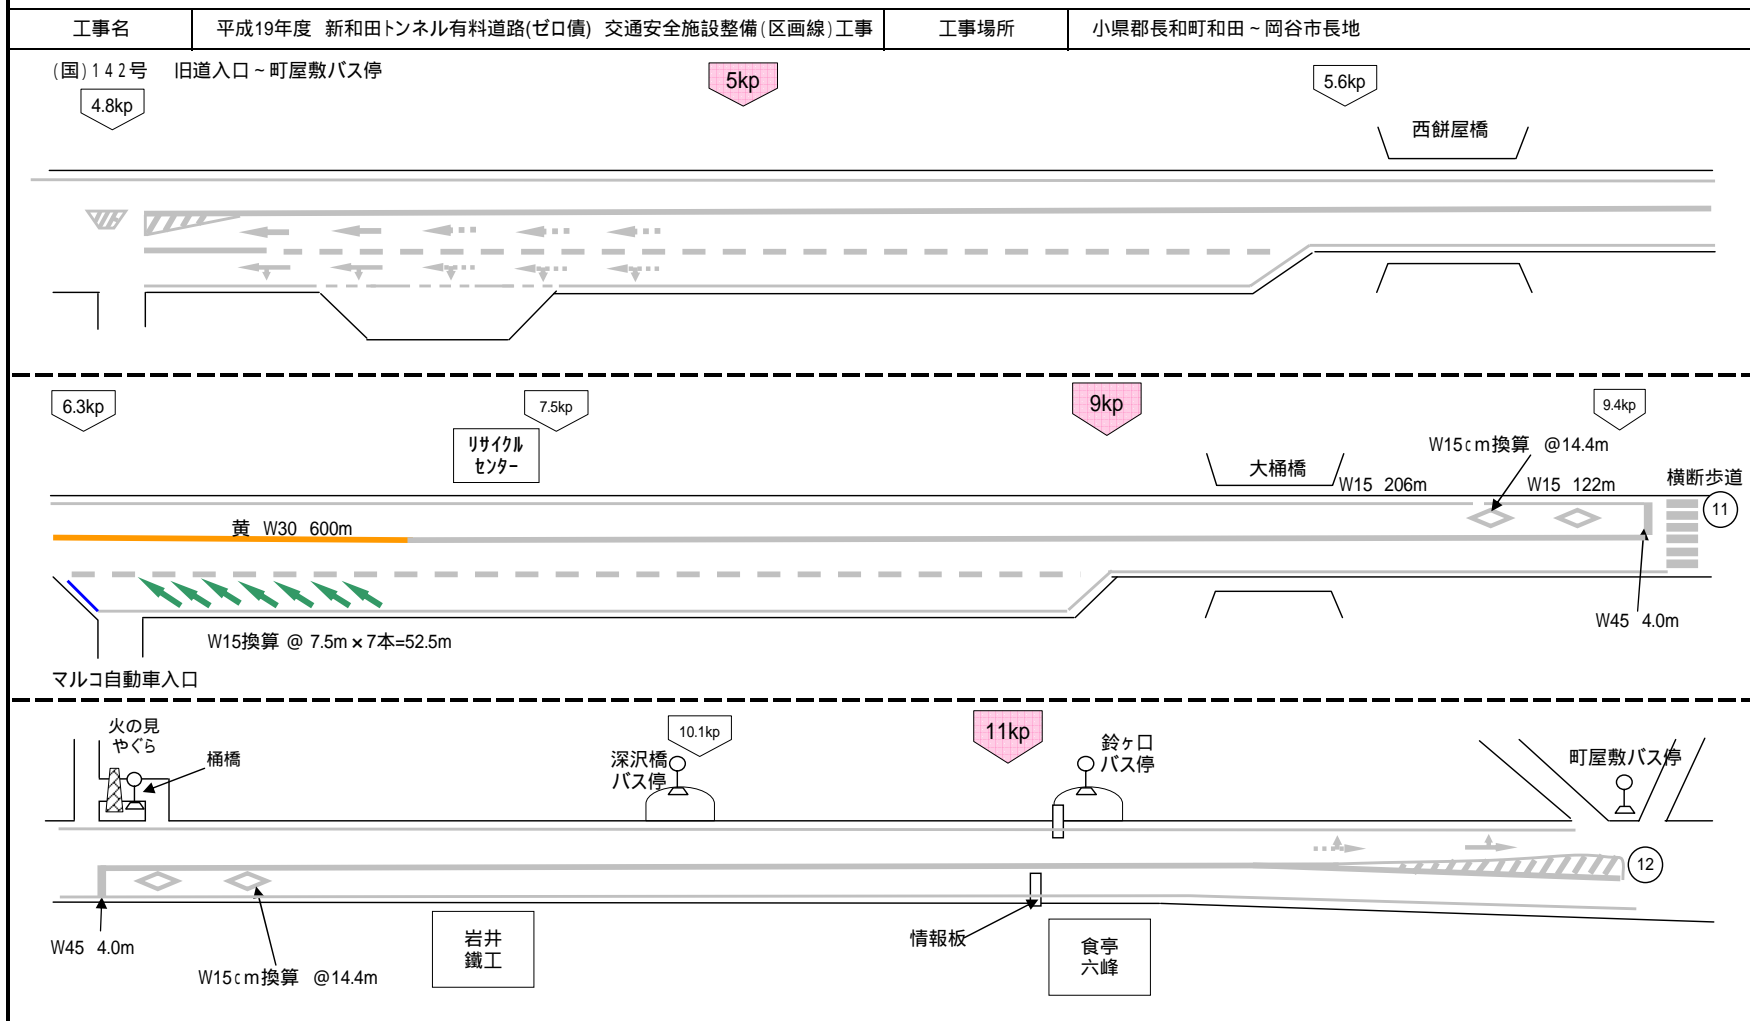 工事名 平成19年度 新和田トンネル有料道路(ゼロ債) 交通安全施設整備(区画線)工事 工事場所 小県郡長和町和田~岡谷市長地
(国)142号 旧道入口~町屋敷バス停
4.8kp
5kp
5.6kp
西餅屋橋
6.3kp
7.5kp
9kp
9.4kp
リサイクル
センター
W15cm換算 @14.4m
大桶橋
横断歩道
W15 206m
W15 122m
11
黄 W30 600m
W15換算 @ 7.5m×7本=52.5m
W45 4.0m
マルコ自動車入口
火の見
やぐら
桶橋
10.1kp
11kp
深沢橋
バス停
鈴ヶ口
バス停
町屋敷バス停
12
W45 4.0m
W15cm換算 @14.4m
岩井
鐵工
情報板
食亭
六峰